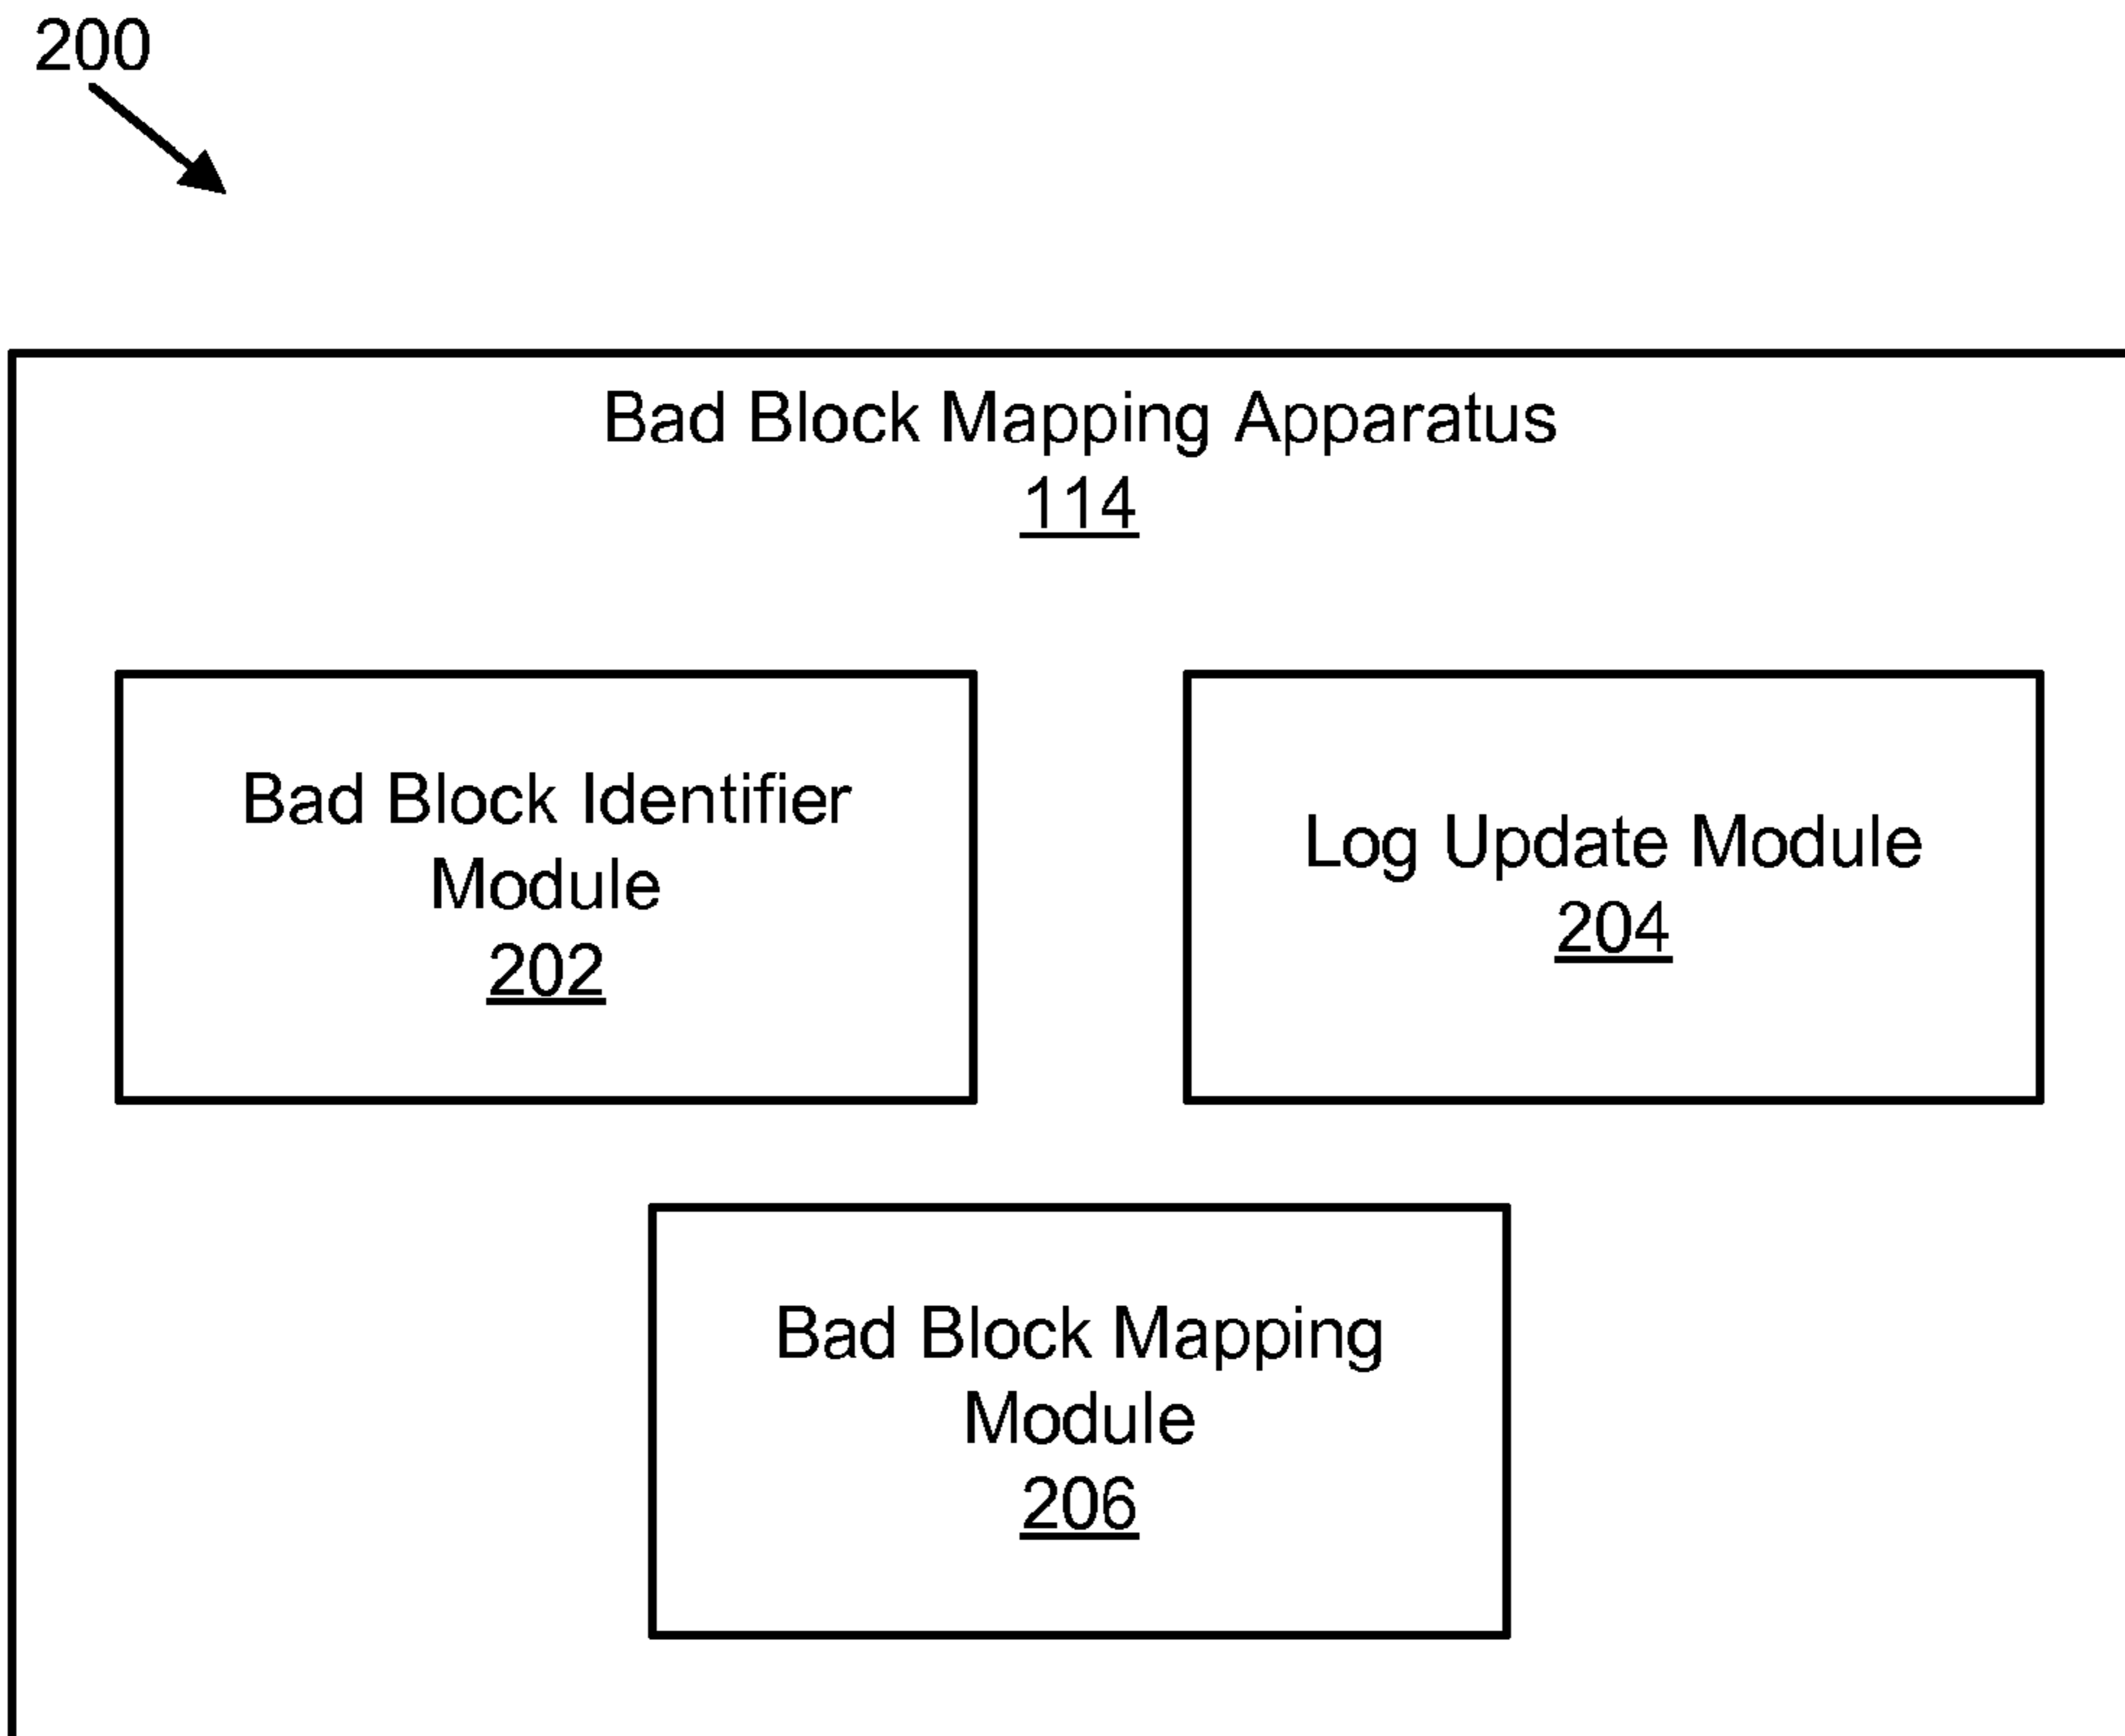 200
Bad Block Mapping Apparatus
114
Bad Block Identifier
Module
202
Log Update Module
204
Bad Block Mapping
Module
206